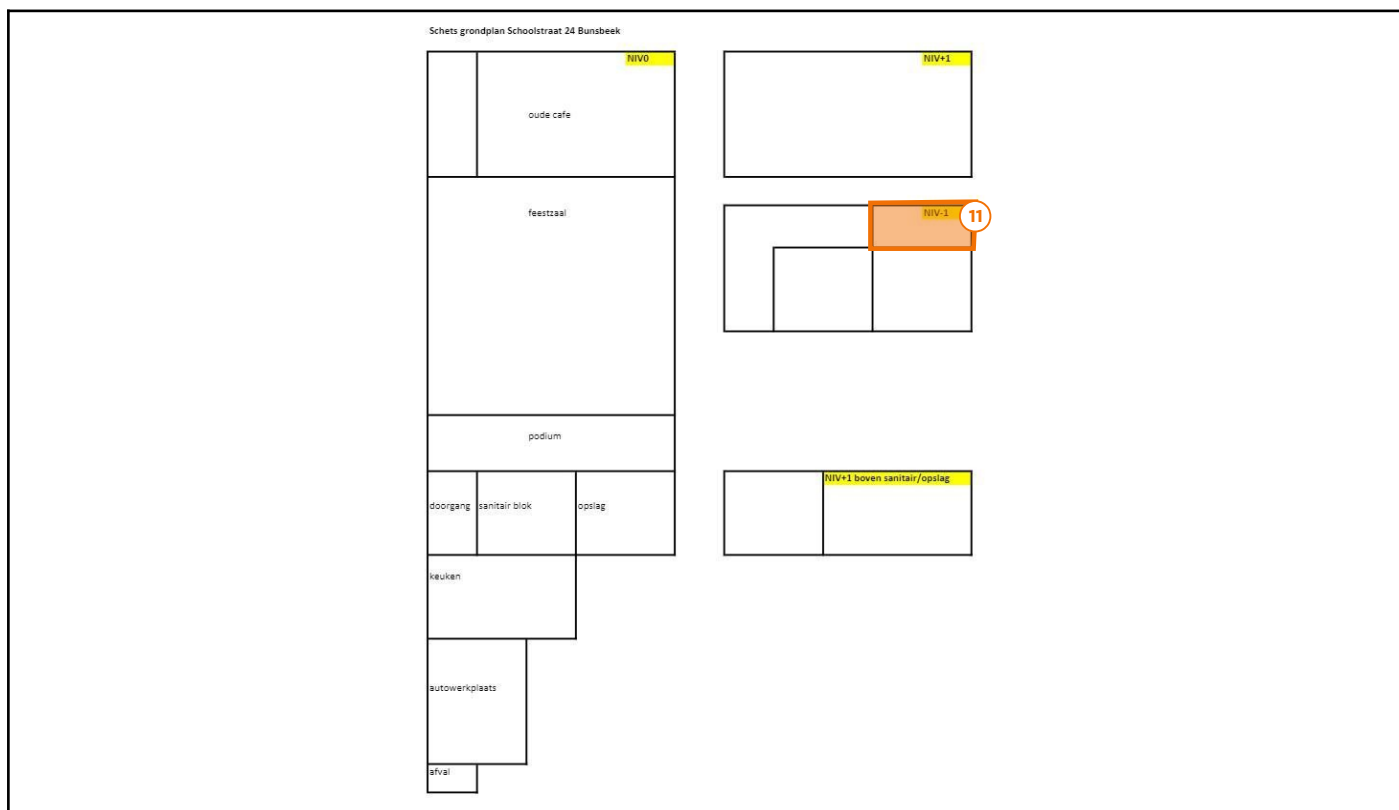 Schets grondplan Schoolstraat 24 Bunsbeek
NIV0
NIV+1
oude cafe
feestzaal
NIV-1
11
podium
NIV+1 boven sanitair/opslag
doorgang
sanitair blok
opslag
keuken
autowerkplaats
afval